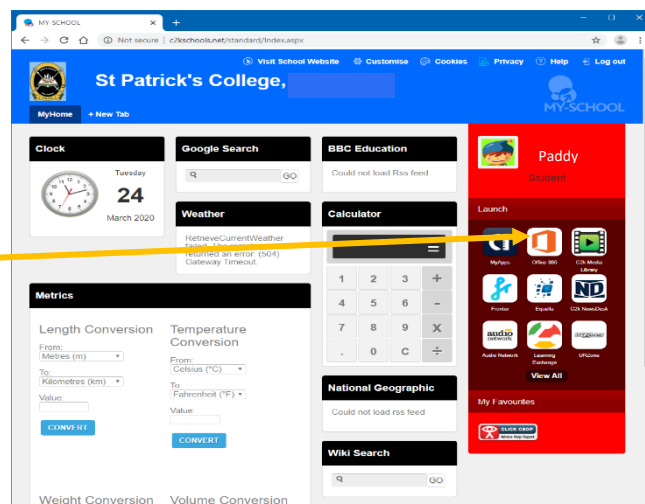 MY-SCHOOL
Not secure | c2kschools.net/standard/Index.aspx
Visit School Website Customise Cookies Privacy Help Log out
St Patrick's College,
MY-SCHOOL
MyHome + New Tab
Clock
Tuesday
24
March 2020
Google Search
GO
Weather
RetrieveCurrentWeather
returned an error: (504)
Gateway Timeout.
BBC Education
Could not load Rss feed
Calculator
=
1 2 3 +
4 5 6 -
7 8 9 X
. 0 C ÷
Paddy
Student
Launch
MyApps Office 365 C2k Media Library
Fronter Equella C2k NewsDesk
audio network
Audio Network Learning Exchange UKZone
View All
My Favourites
CLICK CEOP
Metrics
Length Conversion
From:
Metres (m)
To:
Kilometres (km)
Value:
CONVERT
Temperature Conversion
From:
Celsius (°C)
To:
Fahrenheit (°F)
Value:
CONVERT
National Geographic
Could not load rss feed
Wiki Search
GO
Weight Conversion Volume Conversion